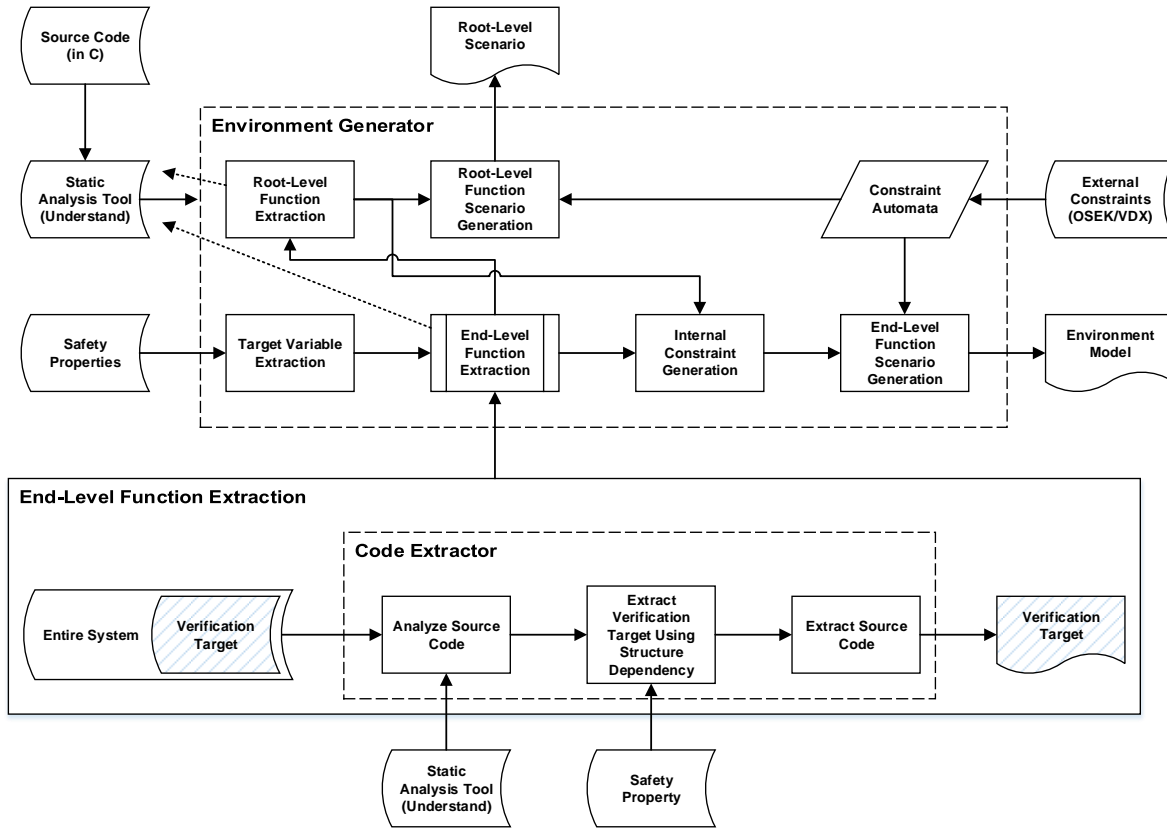 Source Code
(in C)
Root-Level
Scenario
Environment Generator
Static
Analysis Tool
(Understand)
Root-Level
Function
Extraction
Root-Level
Function
Scenario
Generation
Constraint
Automata
External
Constraints
(OSEK/VDX)
Safety
Properties
Target Variable
Extraction
End-Level
Function
Extraction
Internal
Constraint
Generation
End-Level
Function
Scenario
Generation
Environment
Model
End-Level Function Extraction
Code Extractor
Entire System
Verification
Target
Analyze Source
Code
Extract
Verification
Target Using
Structure
Dependency
Extract Source
Code
Verification
Target
Static
Analysis Tool
(Understand)
Safety
Property